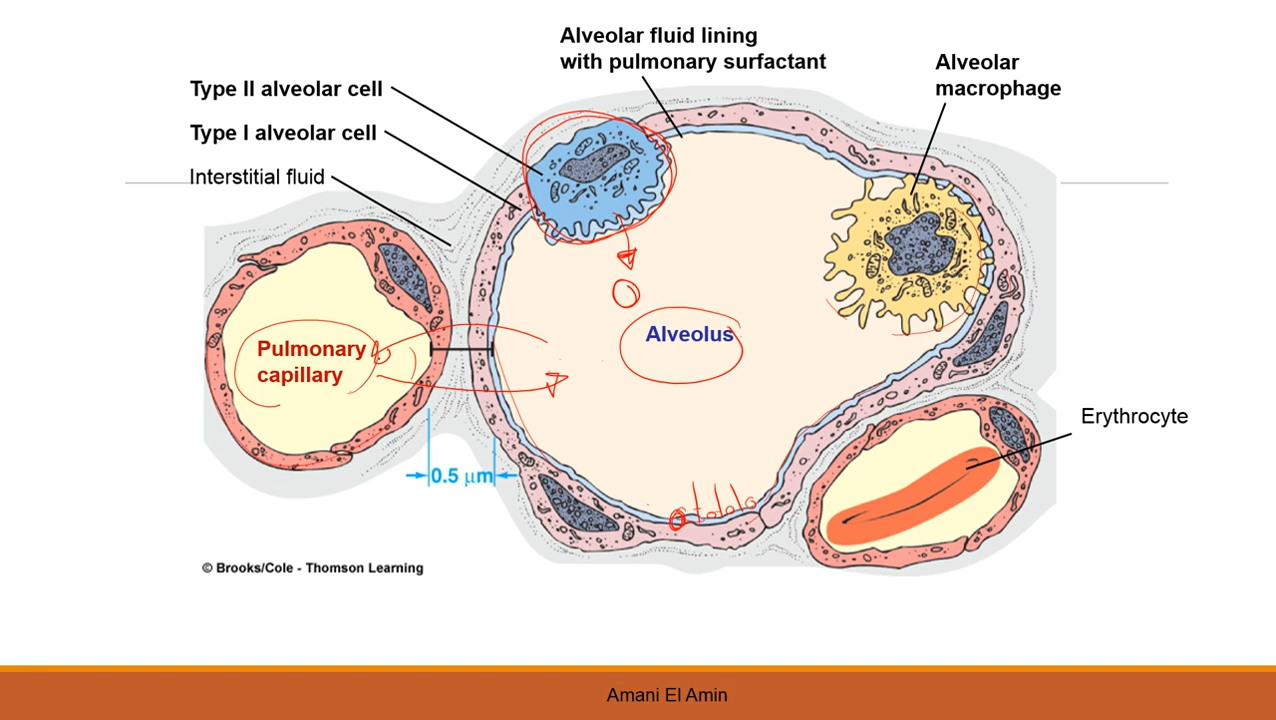 Alveolar fluid lining
with pulmonary surfactant
Alveolar
macrophage
Type II alveolar cell
Type I alveolar cell
Interstitial fluid
Alveolus
Pulmonary
capillary
Erythrocyte
0.5 μm
© Brooks/Cole - Thomson Learning
Amani El Amin